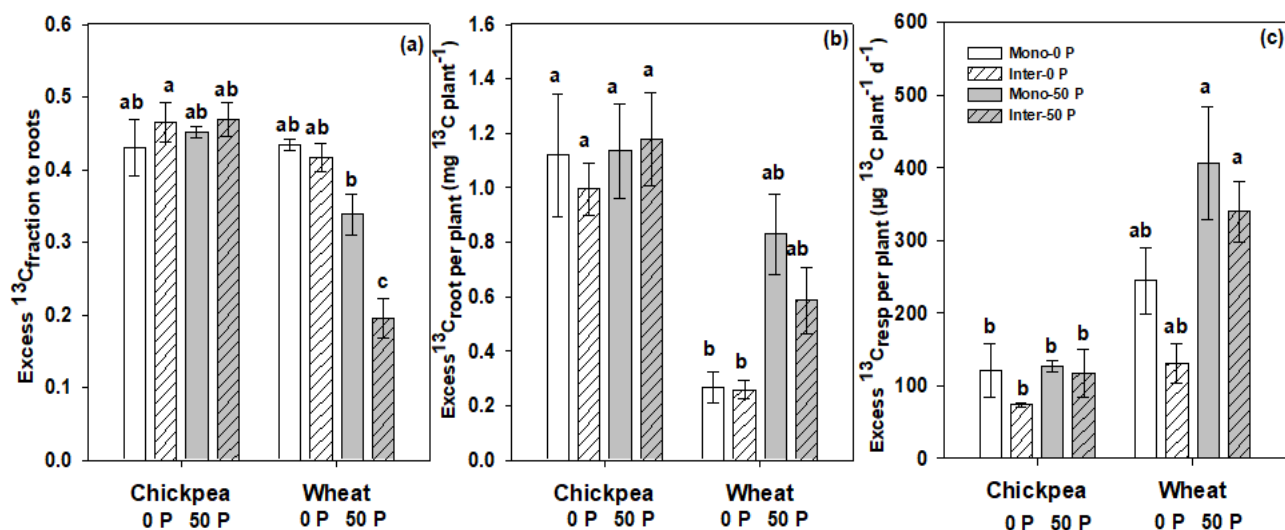 Excess ¹³Cfraction to roots
0.6
0.5
0.4
0.3
0.2
0.1
0.0
(a)
ab
a
ab
a
ab
ab
b
c
Chickpea
Wheat
0 P 50 P
0 P 50 P
Excess ¹³Croot per plant (mg ¹³C plant⁻¹)
1.6
1.4
1.2
1.0
0.8
0.6
0.4
0.2
0.0
(b)
a
a
a
a
b
b
ab
ab
Chickpea
Wheat
0 P 50 P
0 P 50 P
Excess ¹³Cresp per plant (µg ¹³C plant⁻¹ d⁻¹)
600
500
400
300
200
100
0
(c)
Mono-0 P
Inter-0 P
Mono-50 P
Inter-50 P
b
b
b
b
ab
ab
a
a
Chickpea
Wheat
0 P 50 P
0 P 50 P